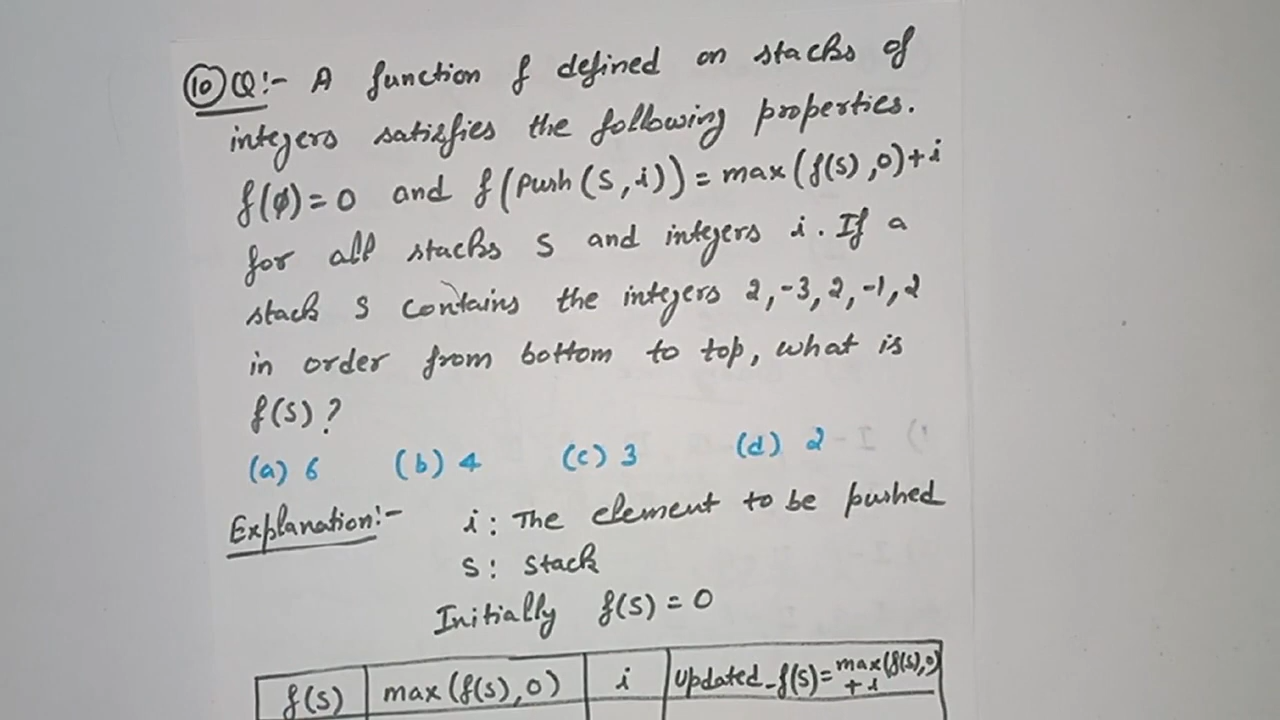 10 Q:- A function f defined on stacks of
integers satisfies the following properties.
f(ø)=0 and f(Push(S,i))=max(f(S),0)+i
for all stacks S and integers i. If a
stack S contains the integers 2,-3,2,-1,2
in order from bottom to top, what is
f(S)?
(a) 6 (b) 4 (c) 3 (d) 2
Explanation:- i: The element to be pushed
S: Stack
Initially f(S)=0
f(S) max(f(S),0) i Updated_f(S)=max(f(S),0)
+i